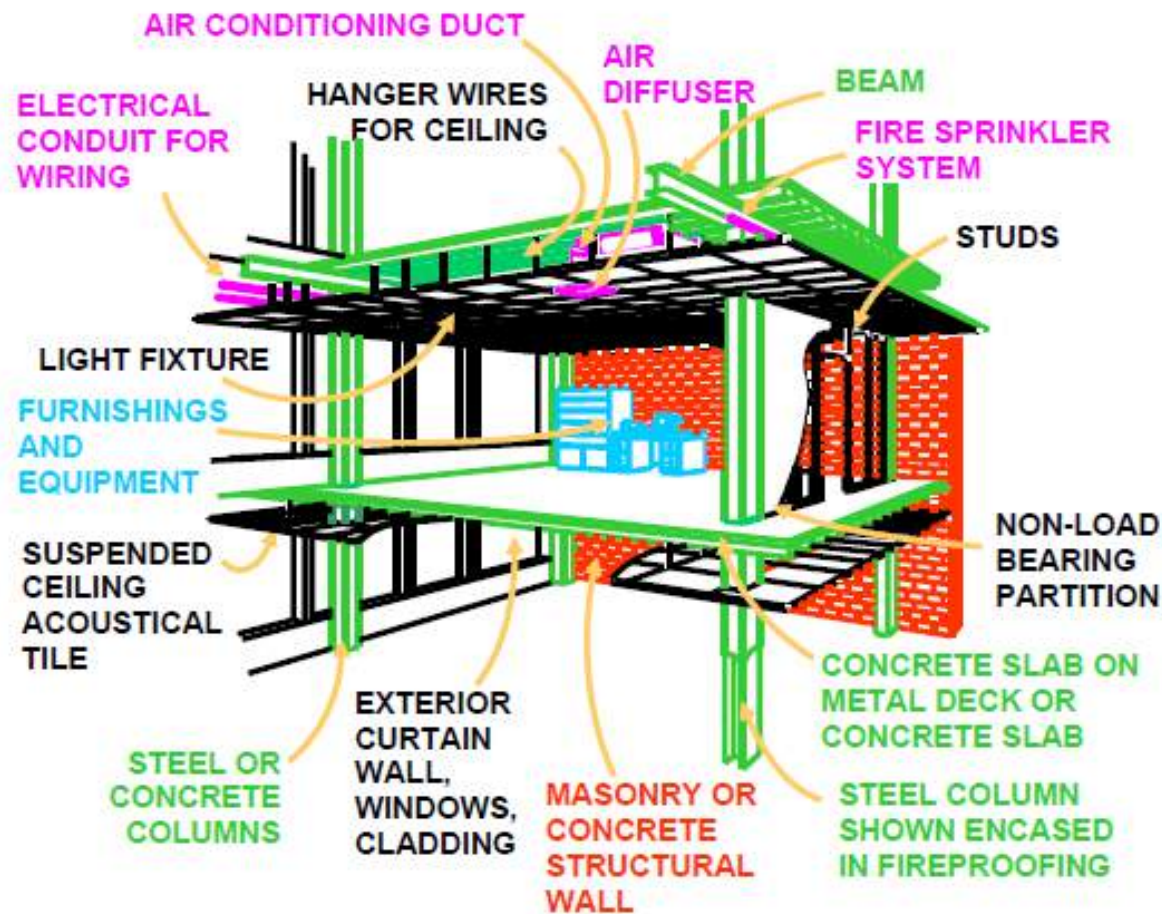 AIR CONDITIONING DUCT
AIR
DIFFUSER
BEAM
ELECTRICAL
CONDUIT FOR
WIRING
HANGER WIRES
FOR CEILING
FIRE SPRINKLER
SYSTEM
STUDS
LIGHT FIXTURE
FURNISHINGS
AND
EQUIPMENT
SUSPENDED
CEILING
ACOUSTICAL
TILE
NON-LOAD
BEARING
PARTITION
STEEL OR
CONCRETE
COLUMNS
EXTERIOR
CURTAIN
WALL,
WINDOWS,
CLADDING
MASONRY OR
CONCRETE
STRUCTURAL
WALL
CONCRETE SLAB ON
METAL DECK OR
CONCRETE SLAB
STEEL COLUMN
SHOWN ENCASED
IN FIREPROOFING